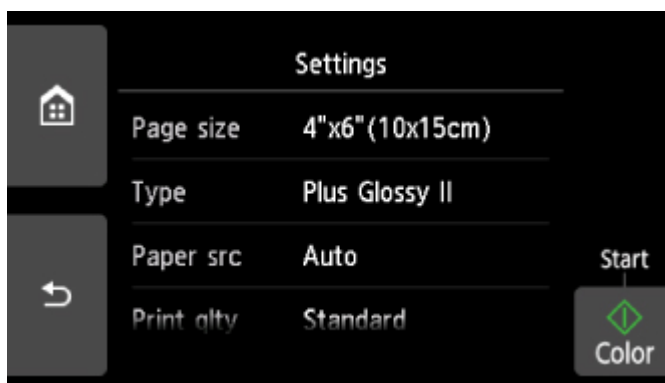 Settings
Page size 4"x6"(10x15cm)
Type Plus Glossy II
Paper src Auto
Print qlty Standard
Start
Color